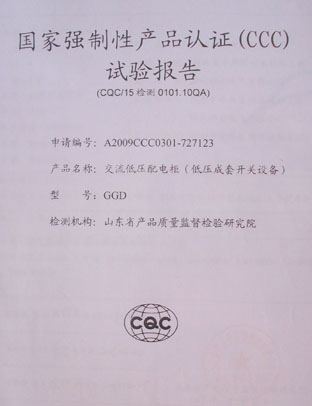 国家强制性产品认证(CCC)
试验报告
(CQC/15检测0101.10QA)
申请编号：A2009CCC0301-727123
产品名称：交流低压配电柜（低压成套开关设备）
型 号：GGD
检测机构：山东省产品质量监督检验研究院
CQC